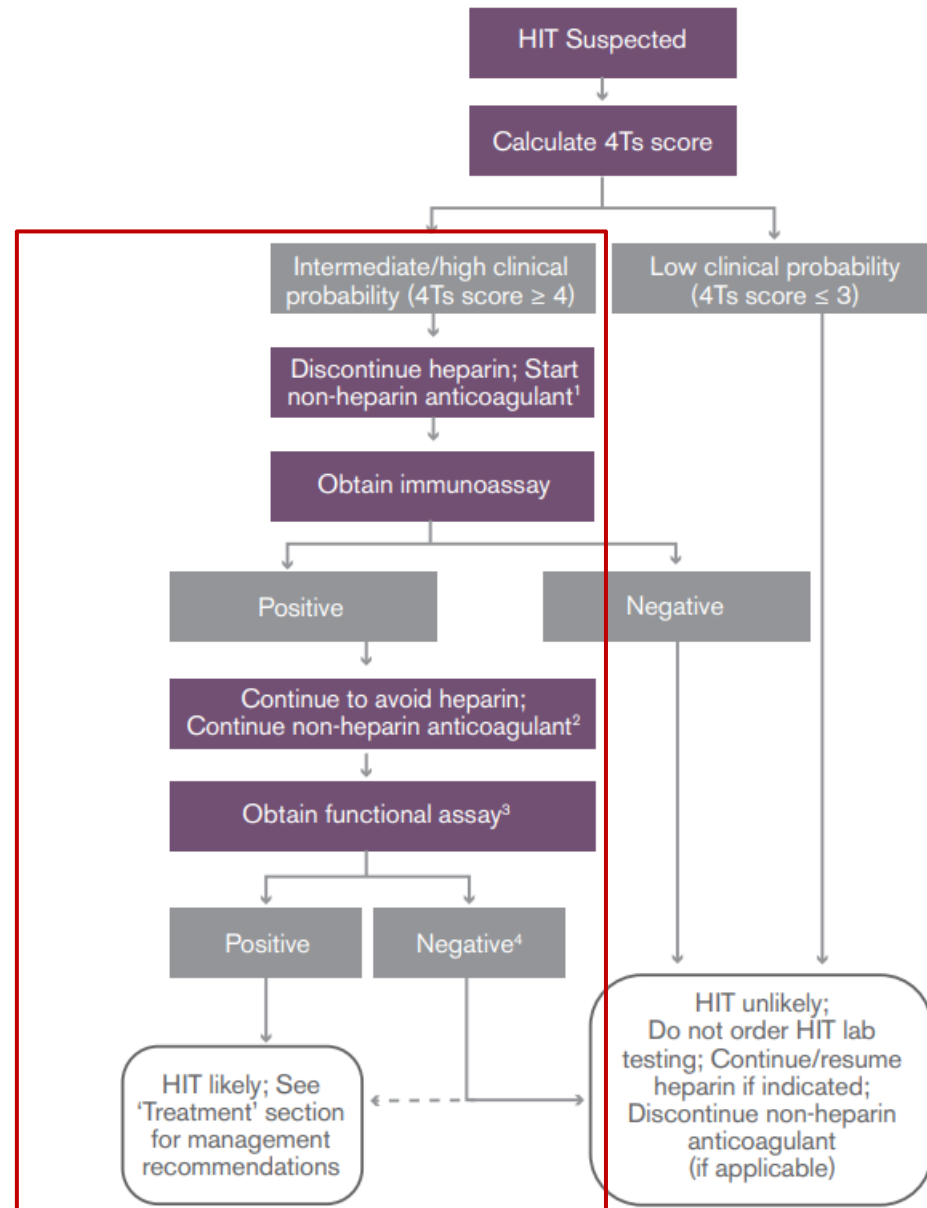 HIT Suspected
Calculate 4Ts score
Intermediate/high clinical
probability (4Ts score ≥ 4)
Low clinical probability
(4Ts score ≤ 3)
Discontinue heparin; Start
non-heparin anticoagulant¹
Obtain immunoassay
Positive
Negative
Continue to avoid heparin;
Continue non-heparin anticoagulant²
Obtain functional assay³
Positive
Negative⁴
HIT likely; See
‘Treatment’ section
for management
recommendations
HIT unlikely;
Do not order HIT lab
testing; Continue/resume
heparin if indicated;
Discontinue non-heparin
anticoagulant
(if applicable)